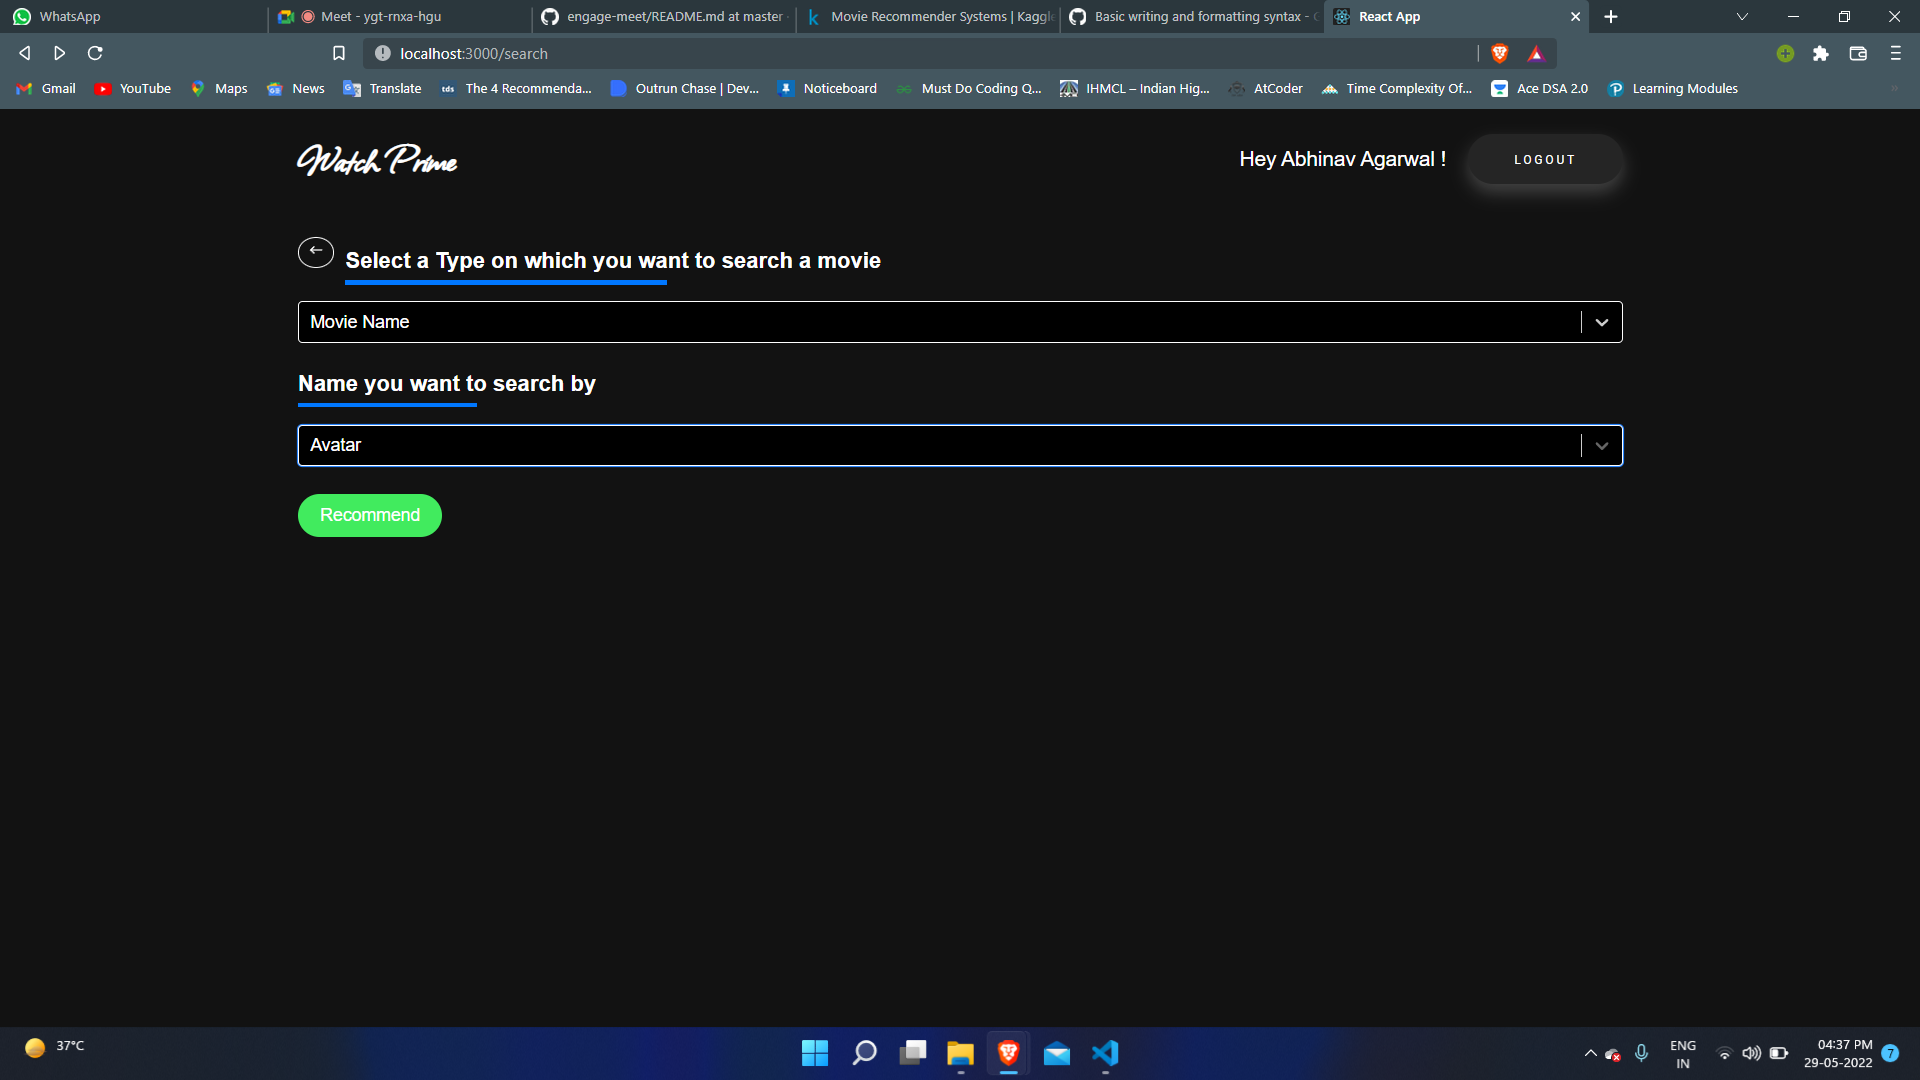 WhatsApp
Meet - ygt-rnxa-hgu
engage-meet/README.md at master
Movie Recommender Systems | Kaggle
Basic writing and formatting syntax -
React App
localhost:3000/search
Gmail
YouTube
Maps
News
Translate
tds
The 4 Recommenda...
Outrun Chase | Dev...
Noticeboard
Must Do Coding Q...
IHMCL – Indian Hig...
AtCoder
Time Complexity Of...
Ace DSA 2.0
Learning Modules
Watch Prime
Hey Abhinav Agarwal !
LOGOUT
Select a Type on which you want to search a movie
Movie Name
Name you want to search by
Avatar
Recommend
37°C
ENG
IN
04:37 PM
29-05-2022
7